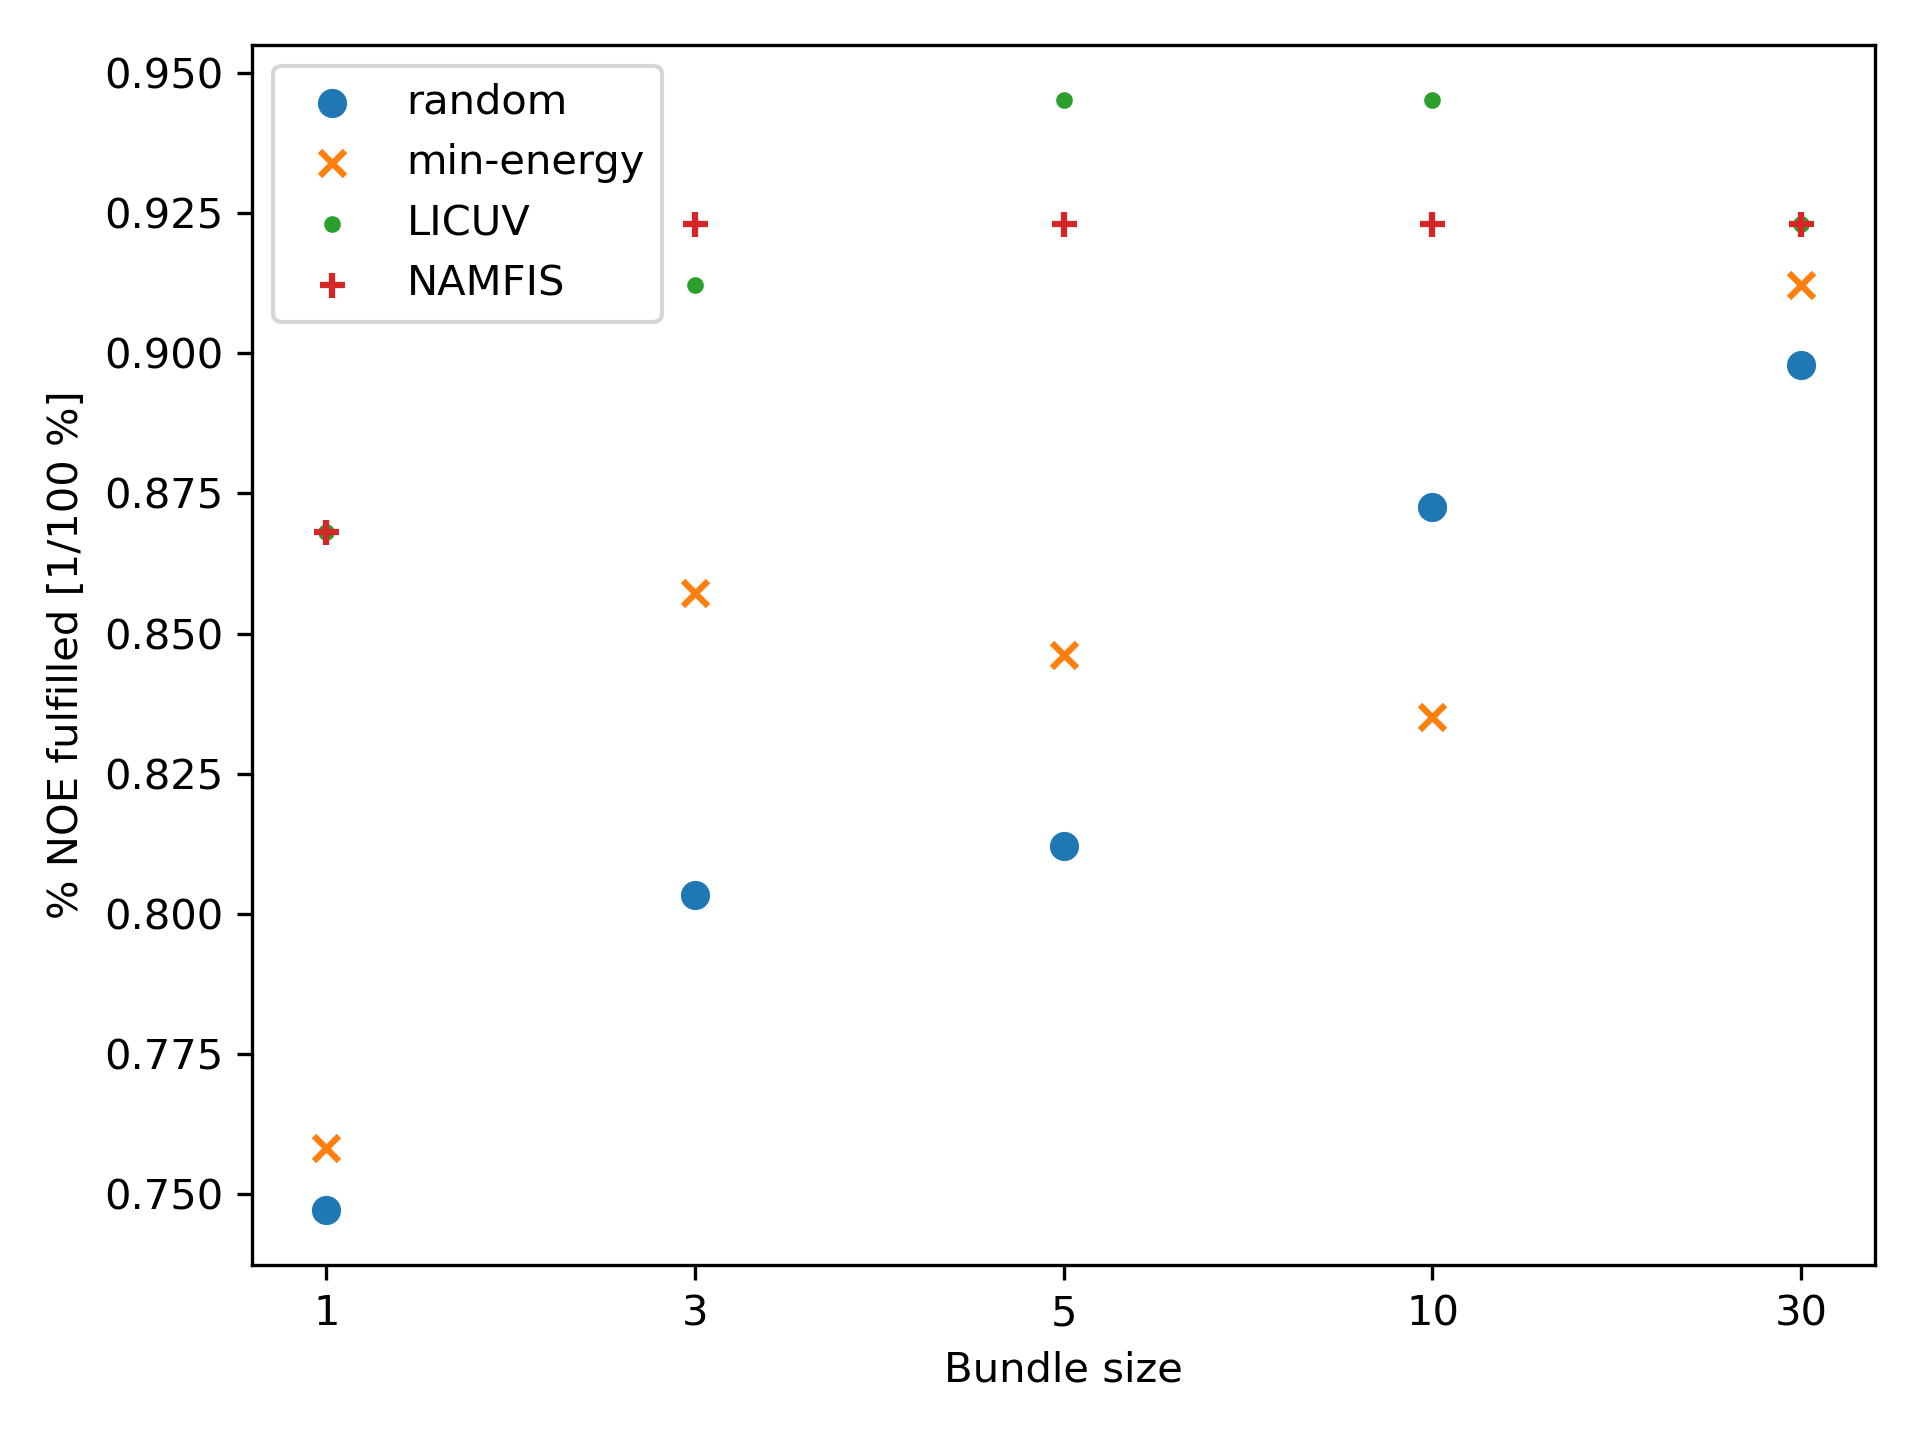 0.950
0.925
0.900
0.875
0.850
0.825
0.800
0.775
0.750
% NOE fulfilled [1/100 %]
random
min-energy
LICUV
NAMFIS
1 3 5 10 30
Bundle size